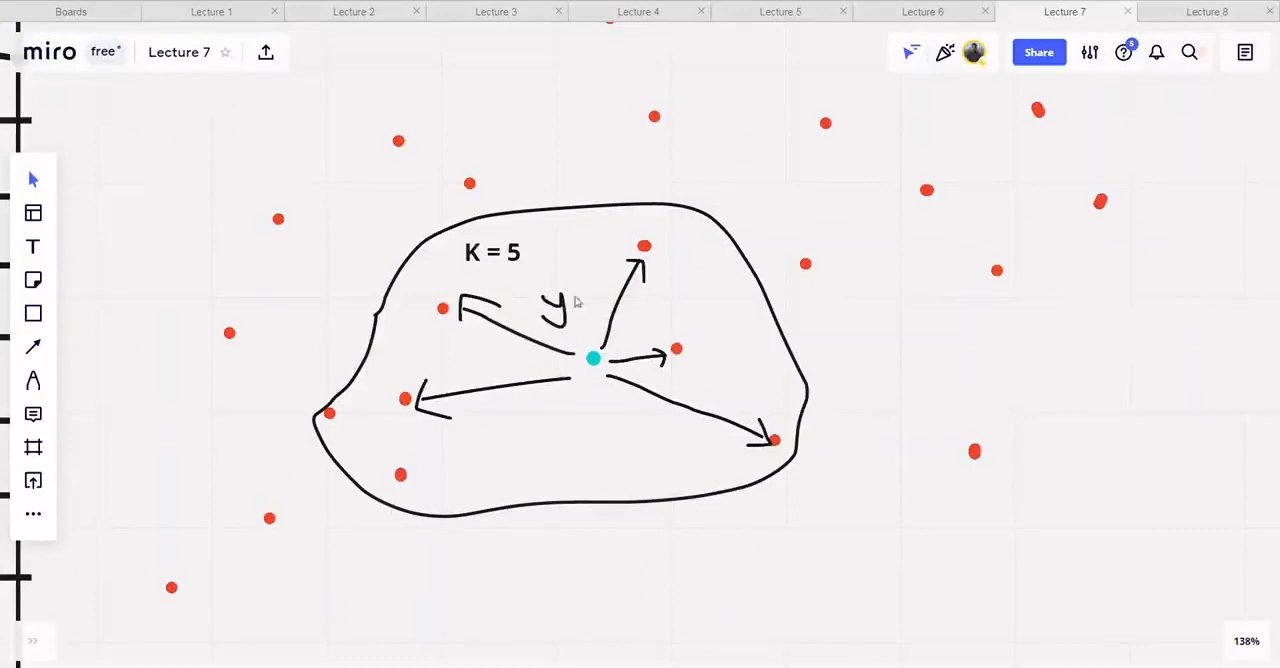 Boards
Lecture 1
Lecture 2
Lecture 3
Lecture 4
Lecture 5
Lecture 6
Lecture 7
Lecture 8
miro
free
Lecture 7
Share
5
K = 5
y
T
138%